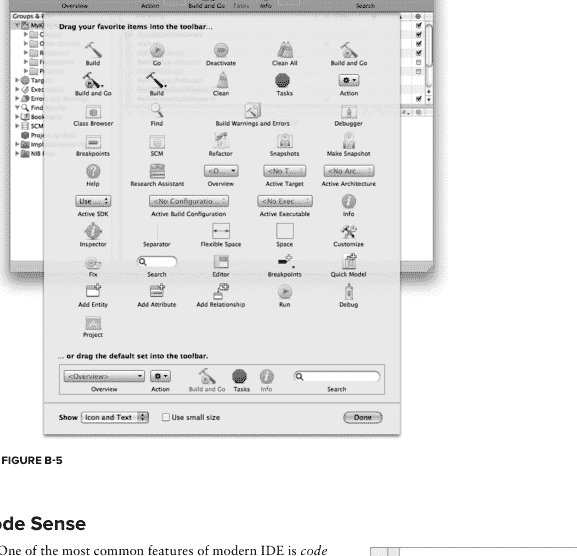 Overview Action Build and Go Tasks Info Search
Groups & F
Drag your favorite items into the toolbar...
Build Go Deactivate Clean All Build and Go
Build and Go Build Clean Tasks Action
Class Browser Find Build Warnings and Errors Debugger
Breakpoints SCM Refactor Snapshots Make Snapshot
<O... <No T... <No Arc...
Help Research Assistant Overview Active Target Active Architecture
Use ... <No Configuratio... <No Exec...
Active SDK Active Build Configuration Active Executable Info
Inspector Separator Flexible Space Space Customize
Fix Search Editor Breakpoints Quick Model
Add Entity Add Attribute Add Relationship Run Debug
Project
... or drag the default set into the toolbar.
<Overview>
Overview Action Build and Go Tasks Info Search
Show Icon and Text Use small size Done
FIGURE B-5
ode Sense
One of the most common features of modern IDE is code